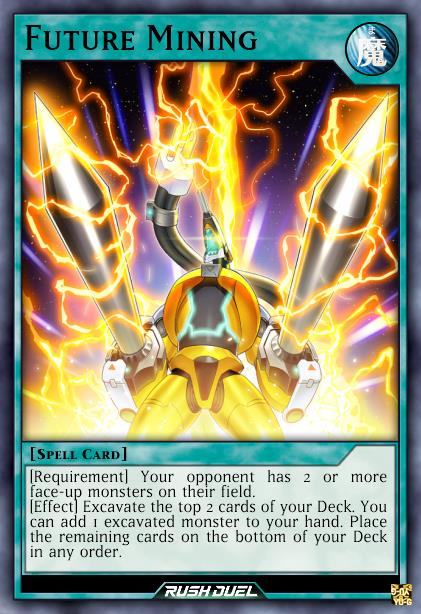 Future Mining
ま
魔
[Spell Card]
[Requirement] Your opponent has 2 or more
face-up monsters on their field.
[Effect] Excavate the top 2 cards of your Deck. You
can add 1 excavated monster to your hand. Place
the remaining cards on the bottom of your Deck
in any order.
RUSH DUEL